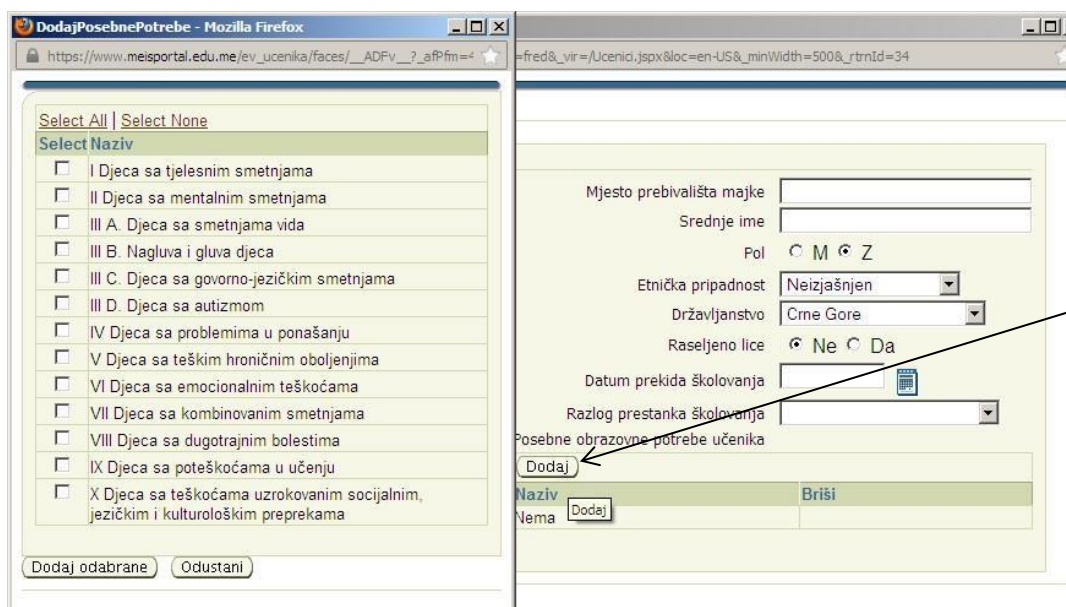 DodajPosebnePotrebe - Mozilla Firefox
https://www.meisportal.edu.me/ev_ucenika/faces/__ADFv__?_afPfm=4
Select All | Select None
Select Naziv
I Djeca sa tjelesnim smetnjama
II Djeca sa mentalnim smetnjama
III A. Djeca sa smetnjama vida
III B. Nagluva i gluva djeca
III C. Djeca sa govorno-jezičkim smetnjama
III D. Djeca sa autizmom
IV Djeca sa problemima u ponašanju
V Djeca sa teškim hroničnim oboljenjima
VI Djeca sa emocionalnim teškoćama
VII Djeca sa kombinovanim smetnjama
VIII Djeca sa dugotrajnim bolestima
IX Djeca sa poteškoćama u učenju
X Djeca sa teškoćama uzrokovanim socijalnim,
jezičkim i kulturološkim preprekama
Dodaj odabrane Odustani
=fred&_vir=/Ucenici.jspx&loc=en-US&_minWidth=500&_rtrnId=34
Mjesto prebivališta majke
Srednje ime
Pol M Z
Etnička pripadnost Neizjašnjen
Državljanstvo Crne Gore
Raseljeno lice Ne Da
Datum prekida školovanja
Razlog prestanka školovanja
Posebne obrazovne potrebe učenika
Dodaj
Naziv Briši
Nema
Dodaj